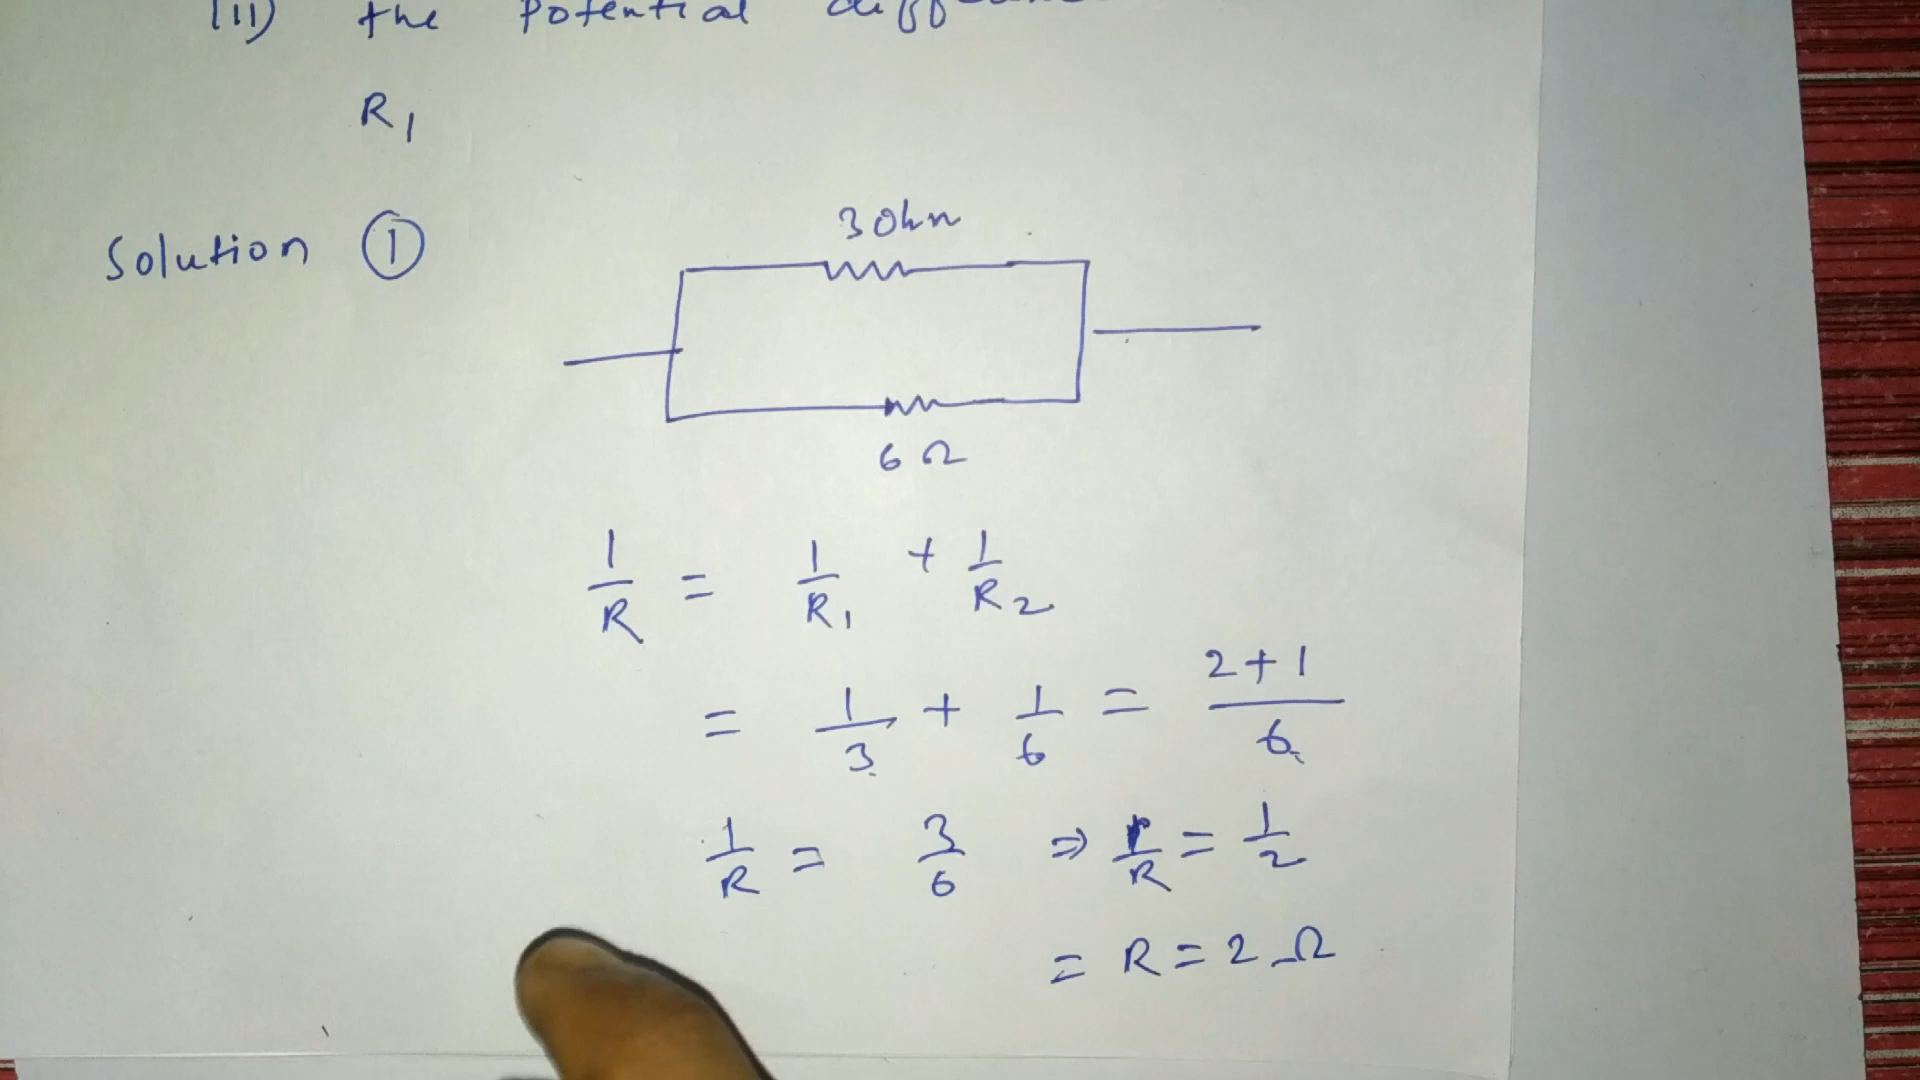 (ii) the potential
R1
Solution ①
3 ohm
6 Ω
1/R = 1/R1 + 1/R2
= 1/3 + 1/6 = 2+1/6
1/R = 3/6 ⇒ 1/R = 1/2
= R = 2 Ω